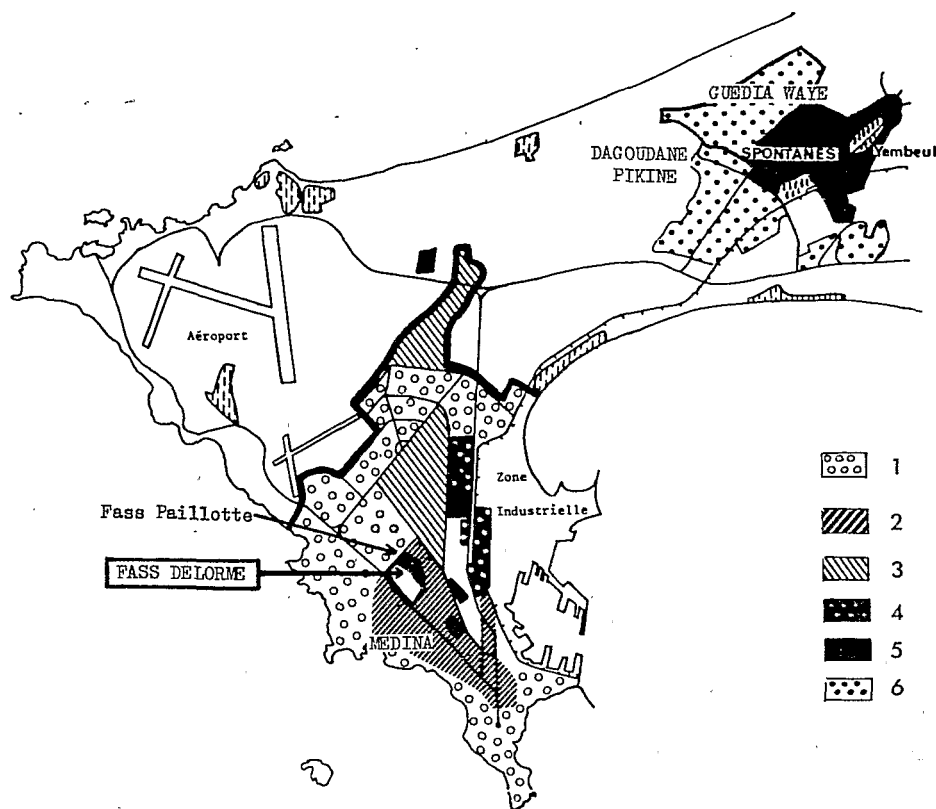 GUEDIA WAYE
DAGOUDANE
PIKINE
SPONTANÉS
Yembeul
Aéroport
Zone
Industrielle
Fass Paillotte
FASS DELORME
MEDINA
1
2
3
4
5
6